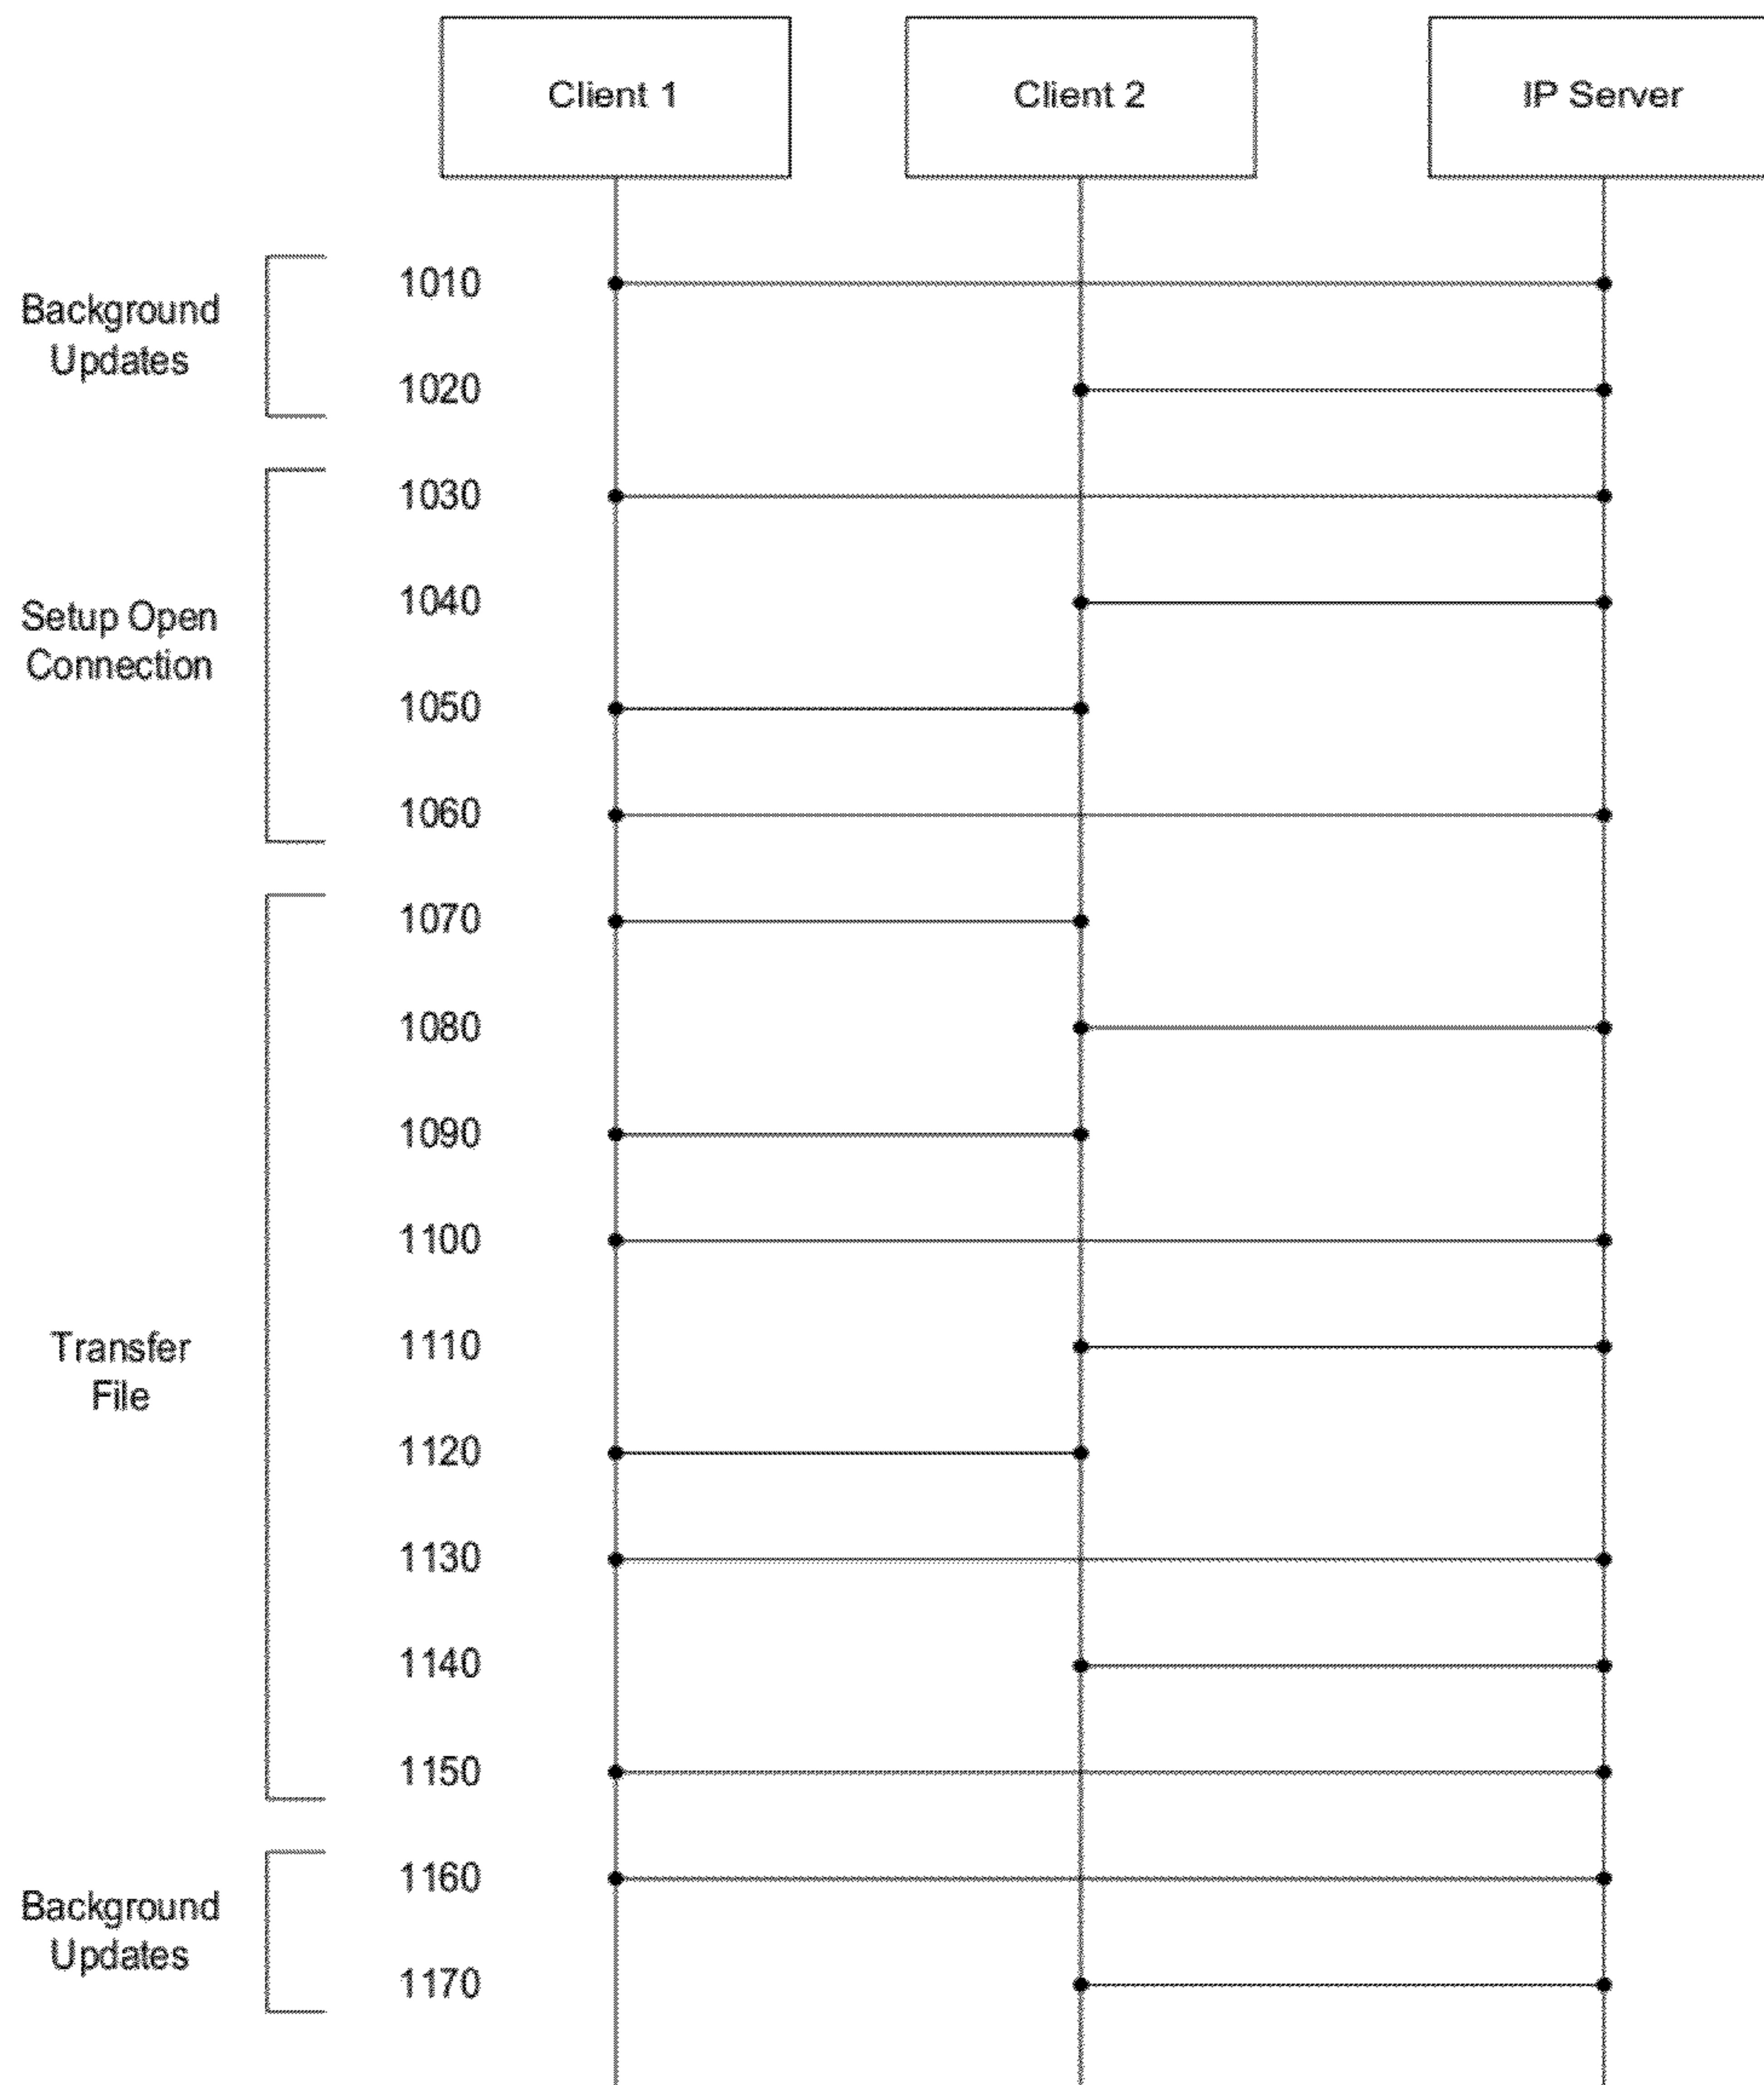 Client 1
Client 2
IP Server
Background
Updates
1010
1020
Setup Open
Connection
1030
1040
1050
1060
Transfer
File
1070
1080
1090
1100
1110
1120
1130
1140
1150
Background
Updates
1160
1170